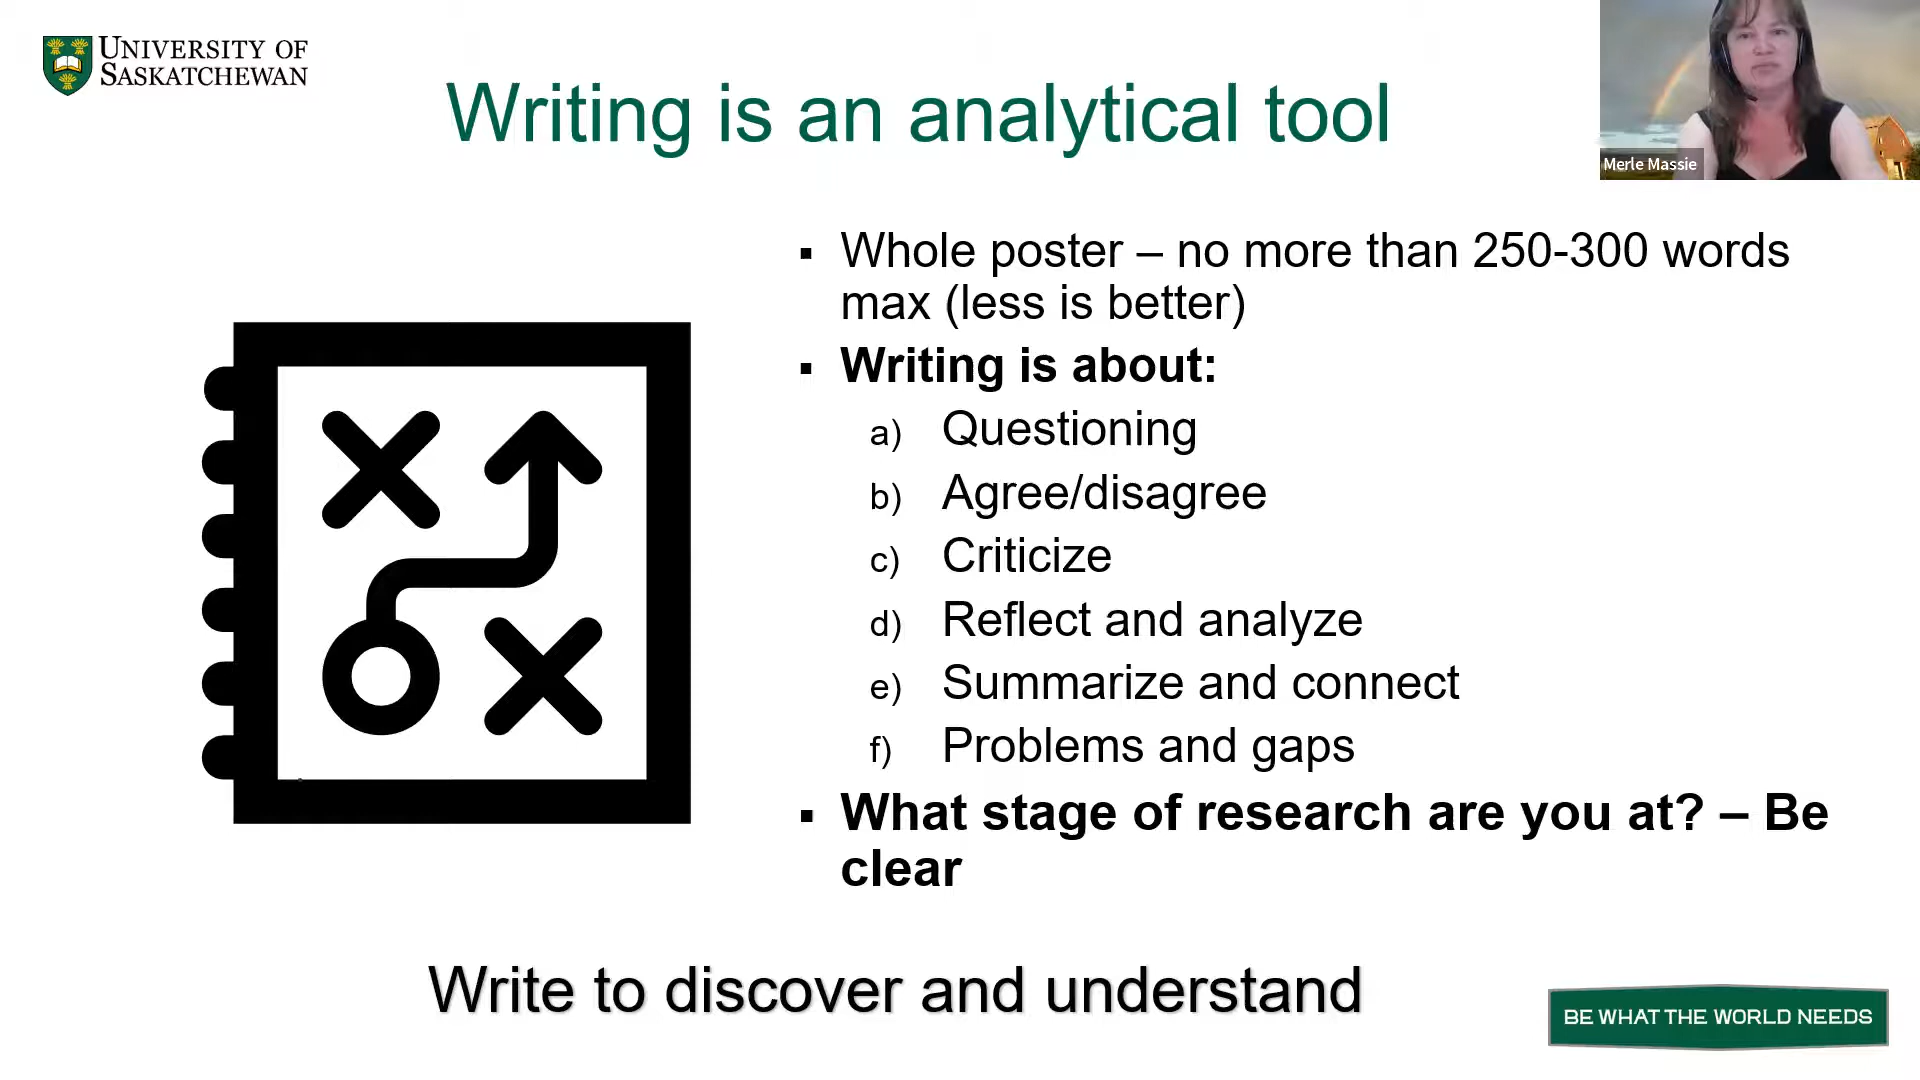 UNIVERSITY OF
SASKATCHEWAN
Writing is an analytical tool
Merle Massie
▪ Whole poster – no more than 250-300 words
max (less is better)
▪ Writing is about:
a) Questioning
b) Agree/disagree
c) Criticize
d) Reflect and analyze
e) Summarize and connect
f) Problems and gaps
▪ What stage of research are you at? – Be
clear
Write to discover and understand
BE WHAT THE WORLD NEEDS